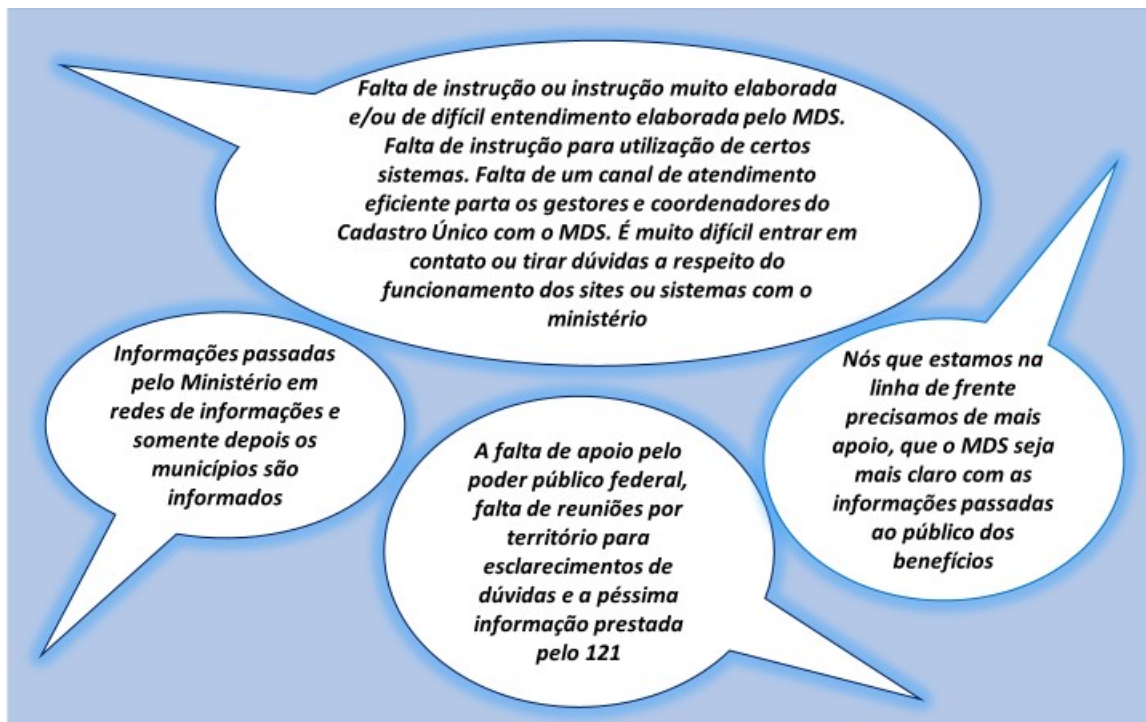 Falta de instrução ou instrução muito elaborada
e/ou de difícil entendimento elaborada pelo MDS.
Falta de instrução para utilização de certos
sistemas. Falta de um canal de atendimento
eficiente parta os gestores e coordenadores do
Cadastro Único com o MDS. É muito difícil entrar em
contato ou tirar dúvidas a respeito do
funcionamento dos sites ou sistemas com o
ministério
Informações passadas
pelo Ministério em
redes de informações e
somente depois os
municípios são
informados
A falta de apoio pelo
poder público federal,
falta de reuniões por
território para
esclarecimentos de
dúvidas e a péssima
informação prestada
pelo 121
Nós que estamos na
linha de frente
precisamos de mais
apoio, que o MDS seja
mais claro com as
informações passadas
ao público dos
benefícios